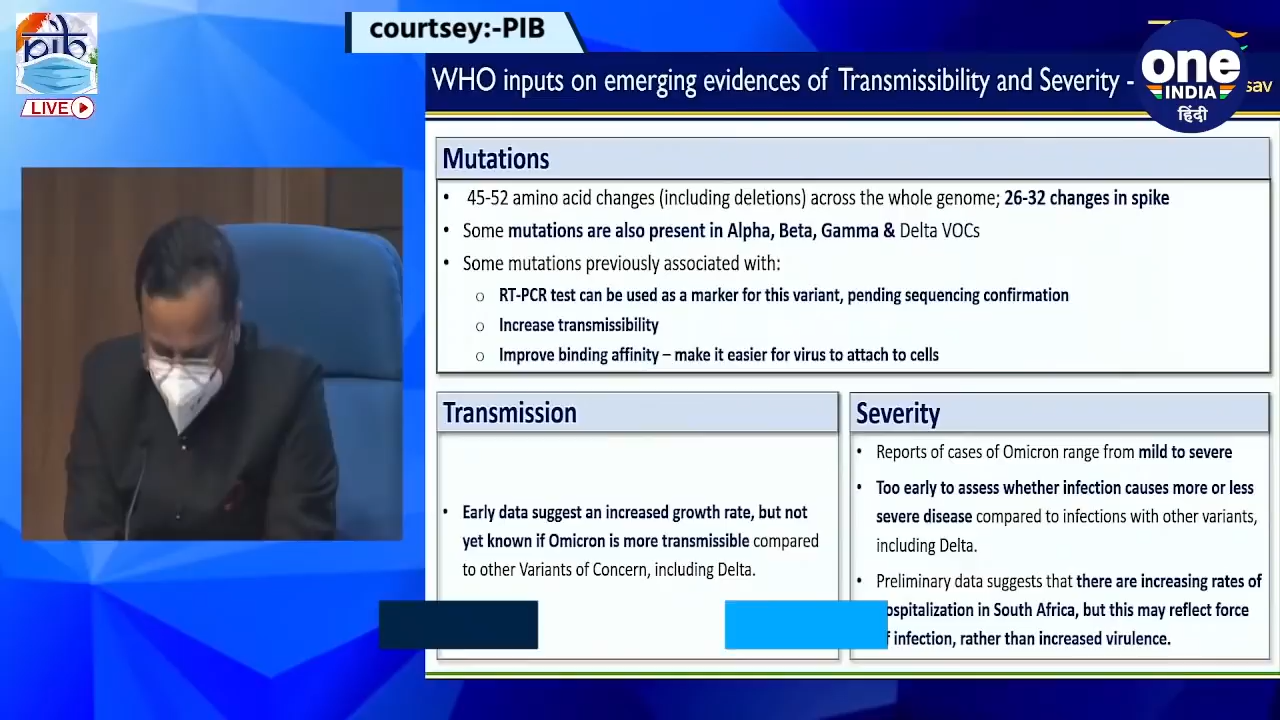 pib
LIVE
courtsey:-PIB
WHO inputs on emerging evidences of Transmissibility and Severity -
one
INDIA
हिंदी
sav
Mutations
• 45-52 amino acid changes (including deletions) across the whole genome; 26-32 changes in spike
• Some mutations are also present in Alpha, Beta, Gamma & Delta VOCs
• Some mutations previously associated with:
o RT-PCR test can be used as a marker for this variant, pending sequencing confirmation
o Increase transmissibility
o Improve binding affinity – make it easier for virus to attach to cells
Transmission
• Early data suggest an increased growth rate, but not
yet known if Omicron is more transmissible compared
to other Variants of Concern, including Delta.
Severity
• Reports of cases of Omicron range from mild to severe
• Too early to assess whether infection causes more or less
severe disease compared to infections with other variants,
including Delta.
• Preliminary data suggests that there are increasing rates of
ospitalization in South Africa, but this may reflect force
f infection, rather than increased virulence.